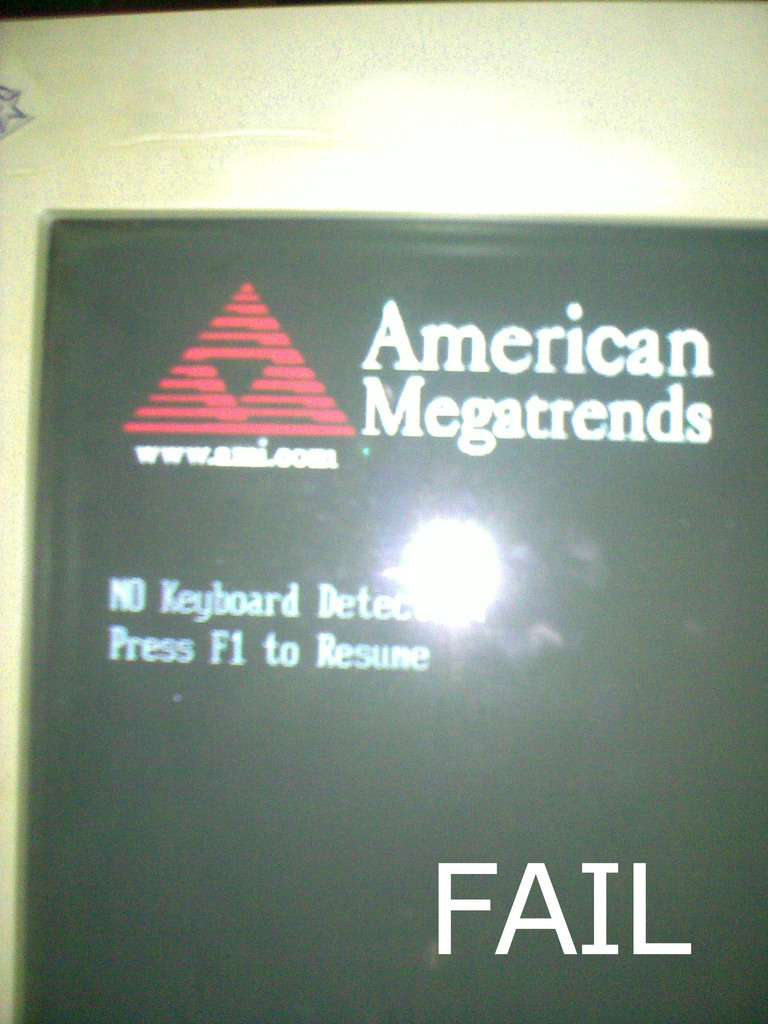 American
Megatrends
www.ami.com
NO Keyboard
Press F1 to Resume
FAIL